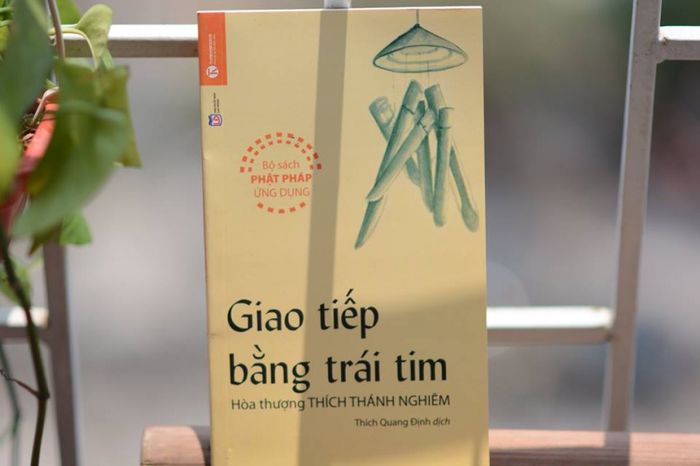 Bộ sách
PHẬT PHÁP
ỨNG DỤNG
Giao tiếp
bằng trái tim
Hòa thượng THÍCH THÁNH NGHIÊM
Thích Quang Định dịch